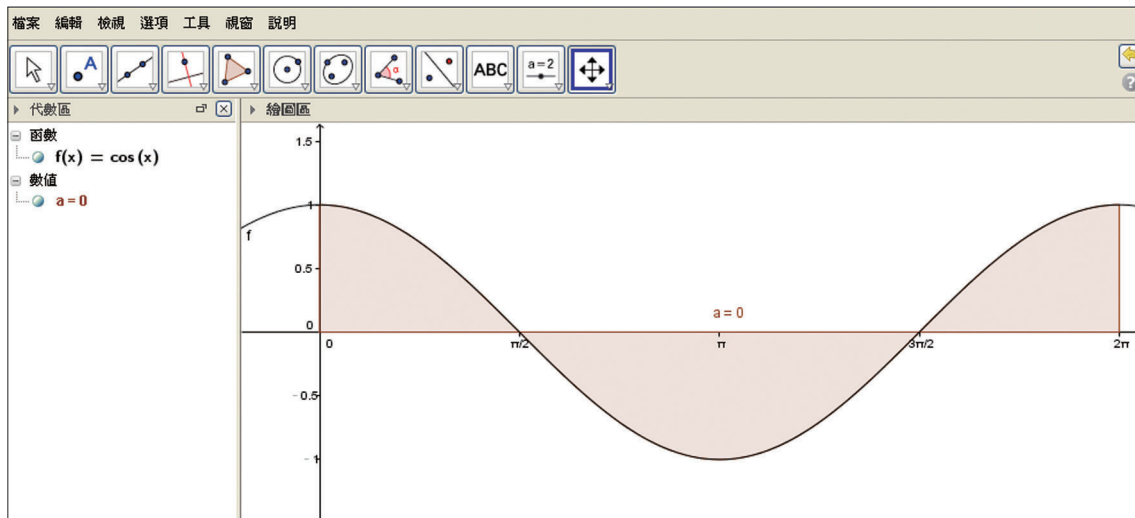 檔案 編輯 檢視 選項 工具 視窗 說明
A α ABC a=2
代數區
繪圖區
函數
f(x) = cos(x)
數值
a = 0
1.5
1
f
0.5
a = 0
0
0 π/2 π 3π/2 2π
-0.5
-1
?